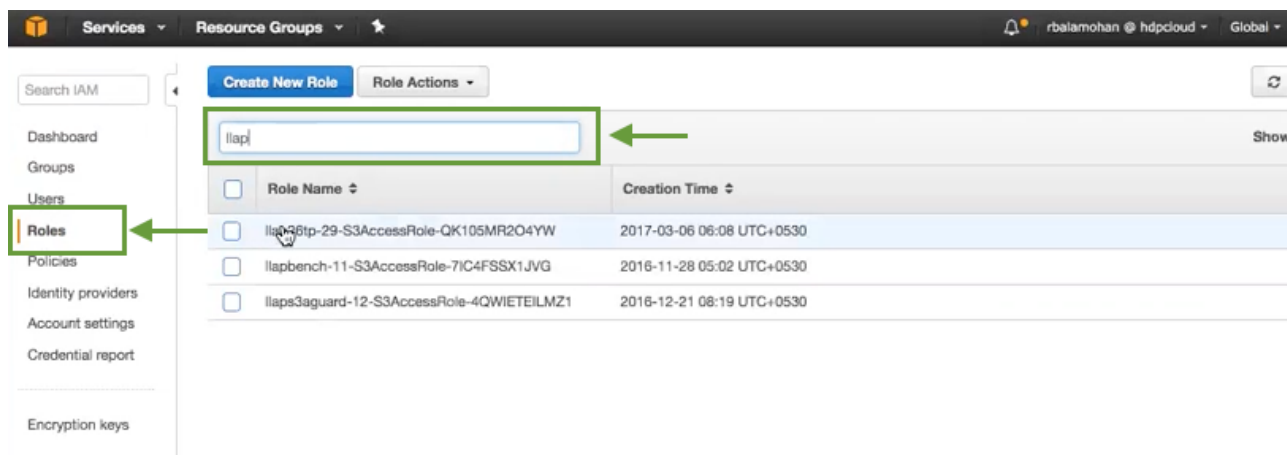 Services Resource Groups rbalamohan @ hdpcloud Global
Search IAM
Create New Role Role Actions
Dashboard
Groups
Users
Roles
Policies
Identity providers
Account settings
Credential report
Encryption keys
llap
Show
Role Name Creation Time
2017-03-06 06:08 UTC+0530
llapbench-11-S3AccessRole-7IC4FSSX1JVG 2016-11-28 05:02 UTC+0530
llaps3aguard-12-S3AccessRole-4QWIETEILMZ1 2016-12-21 08:19 UTC+0530